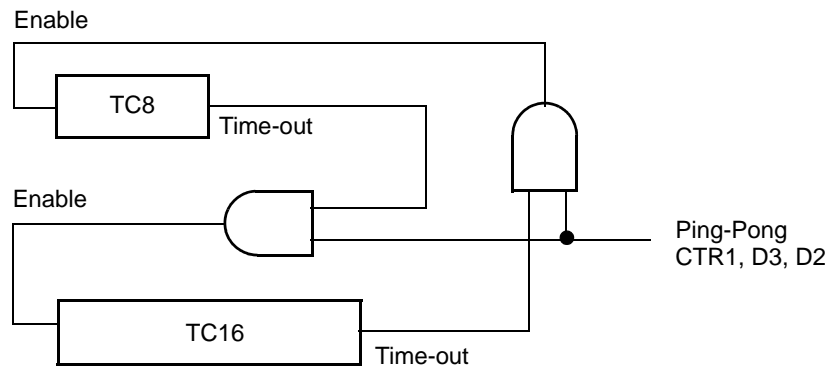 Enable
TC8
Time-out
Enable
Ping-Pong
CTR1, D3, D2
TC16
Time-out